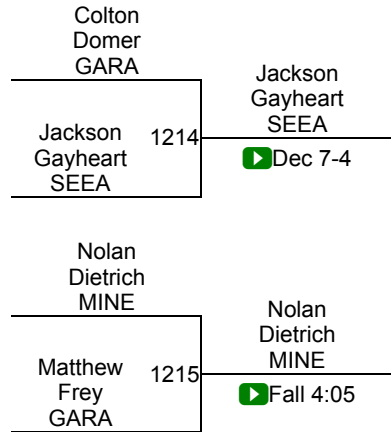 Colton
Domer
GARA
Jackson
Gayheart
SEEA
1214
Jackson
Gayheart
SEEA
Dec 7-4
Nolan
Dietrich
MINE
Matthew
Frey
GARA
1215
Nolan
Dietrich
MINE
Fall 4:05